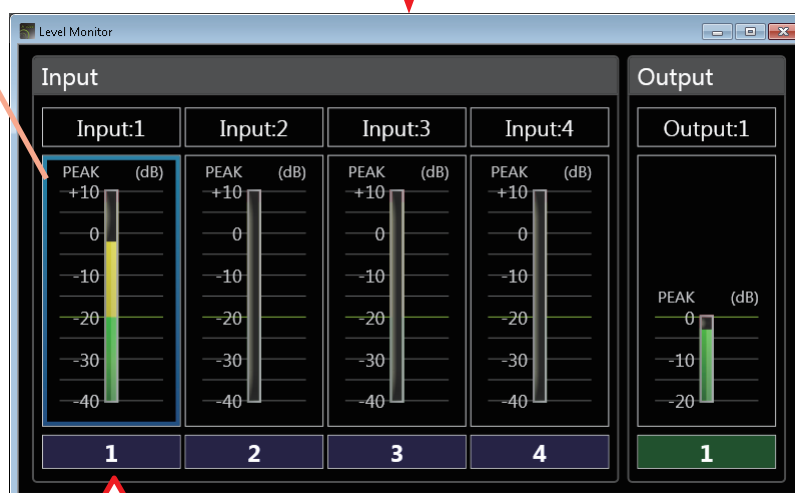 Level Monitor
Input
Output
Input:1
Input:2
Input:3
Input:4
Output:1
PEAK (dB)
+10
0
-10
-20
-30
-40
PEAK (dB)
+10
0
-10
-20
-30
-40
PEAK (dB)
+10
0
-10
-20
-30
-40
PEAK (dB)
+10
0
-10
-20
-30
-40
PEAK (dB)
0
-10
-20
1
2
3
4
1